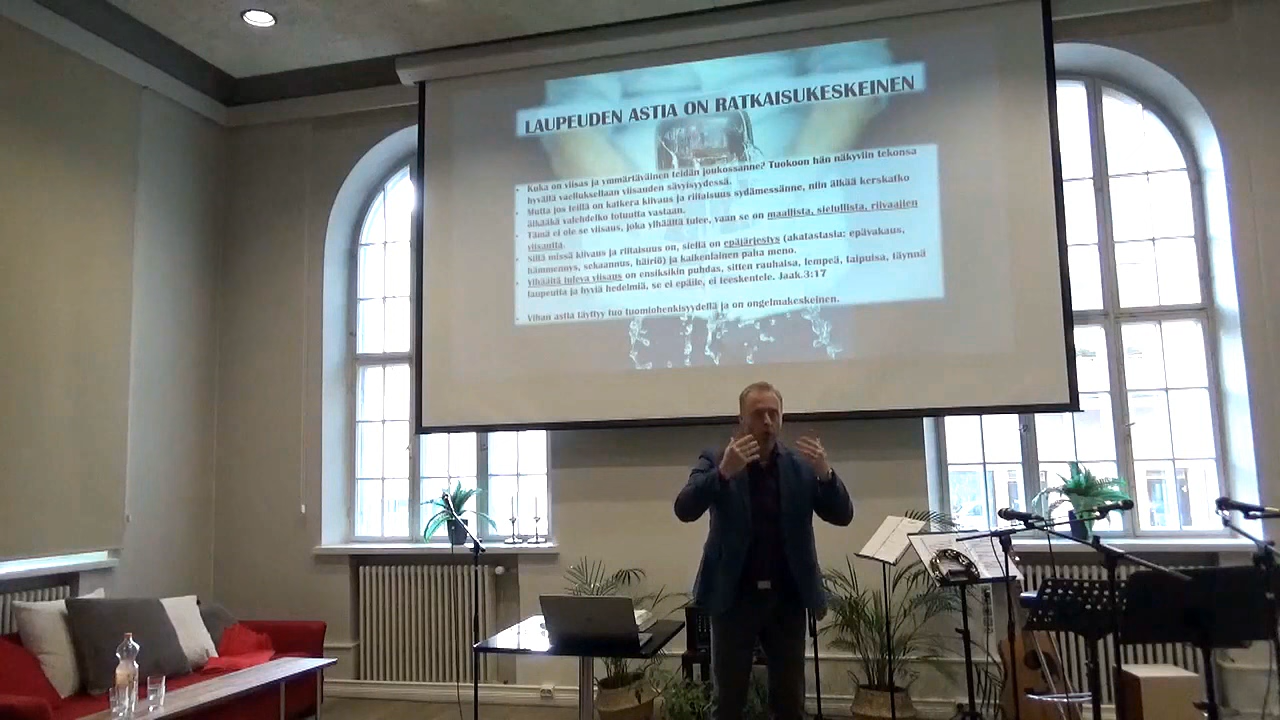 LAUPEUDEN ASTIA ON RATKAISUKESKEINEN
• Kuka on viisas ja ymmärtäväinen teidän joukossanne? Tuokoon hän näkyviin tekonsa
hyvällä vaelluksellaan viisauden sävyisyydessä.
• Mutta jos teillä on katkera kiivaus ja riitaisuus sydämessänne, niin älkää kerskatko
älkääkä valehdelko totuutta vastaan.
• Tämä ei ole se viisaus, joka ylhäältä tulee, vaan se on maallista, sielullista, riivaajien
viisautta.
• Sillä missä kiivaus ja riitaisuus on, siellä on epäjärjestys (akatastasia: epävakaus,
hämmennys, sekaannus, häiriö) ja kaikenlainen paha meno.
• Ylhäältä tuleva viisaus on ensiksikin puhdas, sitten rauhaisa, lempeä, taipuisa, täynnä
laupeutta ja hyviä hedelmiä, se ei epäile, ei teeskentele. Jaak.3:17
• Vihan astia täyttyy tuo tuomiohenkisyydellä ja on ongelmakeskeinen.